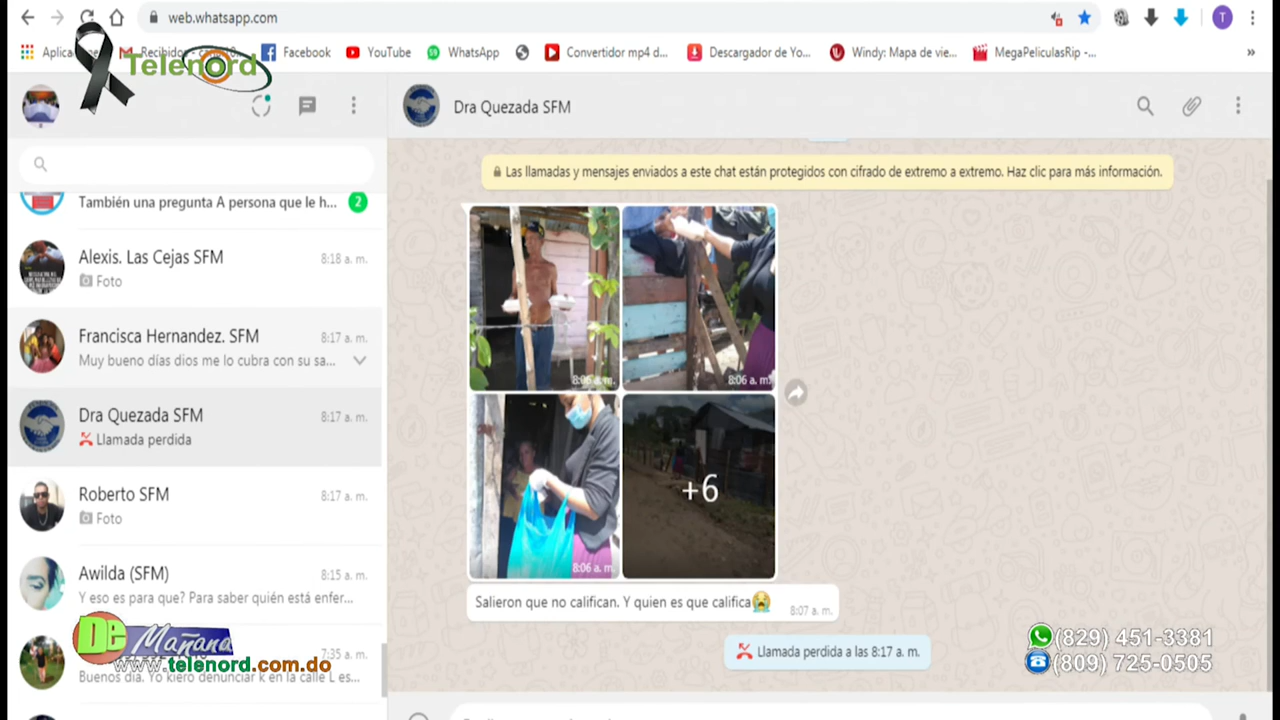 web.whatsapp.com
T
Recibidos
Facebook
YouTube
WhatsApp
Convertidor mp4 d...
Descargador de Yo...
Windy: Mapa de vie...
MegaPeliculasRip -...
»
Telenord
Dra Quezada SFM
Las llamadas y mensajes enviados a este chat están protegidos con cifrado de extremo a extremo. Haz clic para más información.
También una pregunta A persona que le h...
2
Alexis. Las Cejas SFM
8:18 a. m.
Foto
Francisca Hernandez. SFM
8:17 a. m.
Muy bueno días dios me lo cubra con su sa...
Dra Quezada SFM
8:17 a. m.
Llamada perdida
Roberto SFM
8:17 a. m.
Foto
Awilda (SFM)
8:15 a. m.
Y eso es para que? Para saber quién está enfer...
7:35 a. m.
Buenos día. Yo kiero denunciar k en la calle L es...
8:06 a. m.
8:06 a. m.
8:06 a. m.
+6
Salieron que no califican. Y quien es que califica😭
8:07 a. m.
Llamada perdida a las 8:17 a. m.
De Mañana
www.telenord.com.do
(829) 451-3381
(809) 725-0505